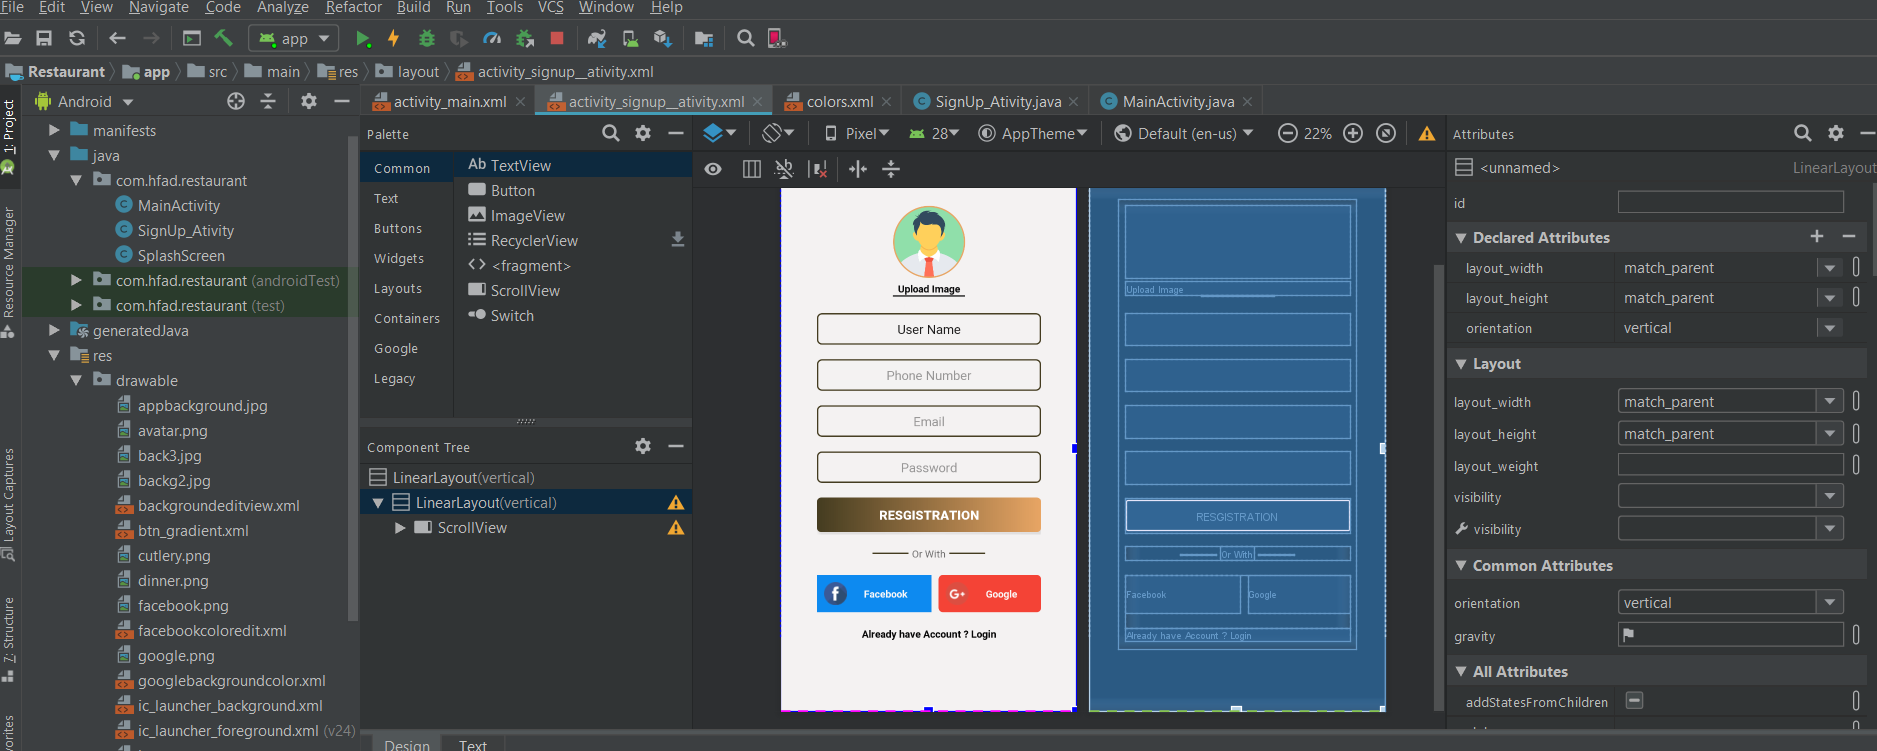 File Edit View Navigate Code Analyze Refactor Build Run Tools VCS Window Help
app
Restaurant app src main res layout activity_signup__ativity.xml
1: Project
Resource Manager
Layout Captures
7: Structure
Android
manifests
java
com.hfad.restaurant
MainActivity
SignUp_Ativity
SplashScreen
com.hfad.restaurant (androidTest)
com.hfad.restaurant (test)
generatedJava
res
drawable
appbackground.jpg
avatar.png
back3.jpg
backg2.jpg
backgroundeditview.xml
btn_gradient.xml
cutlery.png
dinner.png
facebook.png
facebookcoloredit.xml
google.png
googlebackgroundcolor.xml
ic_launcher_background.xml
ic_launcher_foreground.xml (v24)
activity_main.xml activity_signup__ativity.xml colors.xml SignUp_Ativity.java MainActivity.java
Palette
Common
Text
Buttons
Widgets
Layouts
Containers
Google
Legacy
Ab TextView
Button
ImageView
RecyclerView
<> <fragment>
ScrollView
Switch
Component Tree
LinearLayout(vertical)
LinearLayout(vertical)
ScrollView
Pixel 28 AppTheme Default (en-us) 22%
Upload Image
User Name
Phone Number
Email
Password
RESGISTRATION
Or With
f Facebook G+ Google
Already have Account ? Login
Upload Image
RESGISTRATION
Or With
Facebook Google
Already have Account ? Login
Design Text
Attributes
<unnamed> LinearLayout
id
Declared Attributes
layout_width match_parent
layout_height match_parent
orientation vertical
Layout
layout_width match_parent
layout_height match_parent
layout_weight
visibility
visibility
Common Attributes
orientation vertical
gravity
All Attributes
addStatesFromChildren